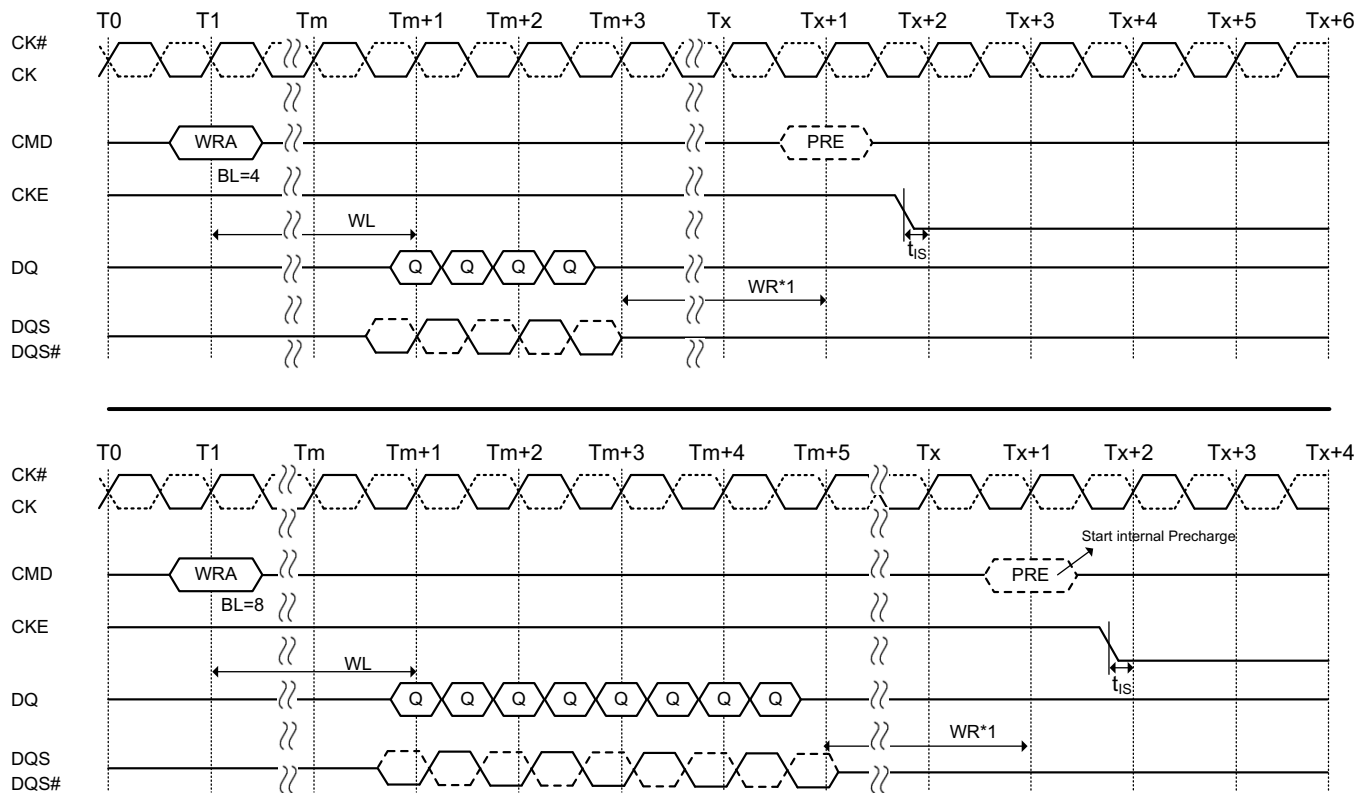 T0 T1 Tm Tm+1 Tm+2 Tm+3 Tx Tx+1 Tx+2 Tx+3 Tx+4 Tx+5 Tx+6
CK#
CK
CMD WRA PRE
BL=4
CKE
WL
tIS
DQ Q Q Q Q
WR*1
DQS
DQS#
T0 T1 Tm Tm+1 Tm+2 Tm+3 Tm+4 Tm+5 Tx Tx+1 Tx+2 Tx+3 Tx+4
CK#
CK
Start internal Precharge
CMD WRA PRE
BL=8
CKE
WL
tIS
DQ Q Q Q Q Q Q Q Q
WR*1
DQS
DQS#